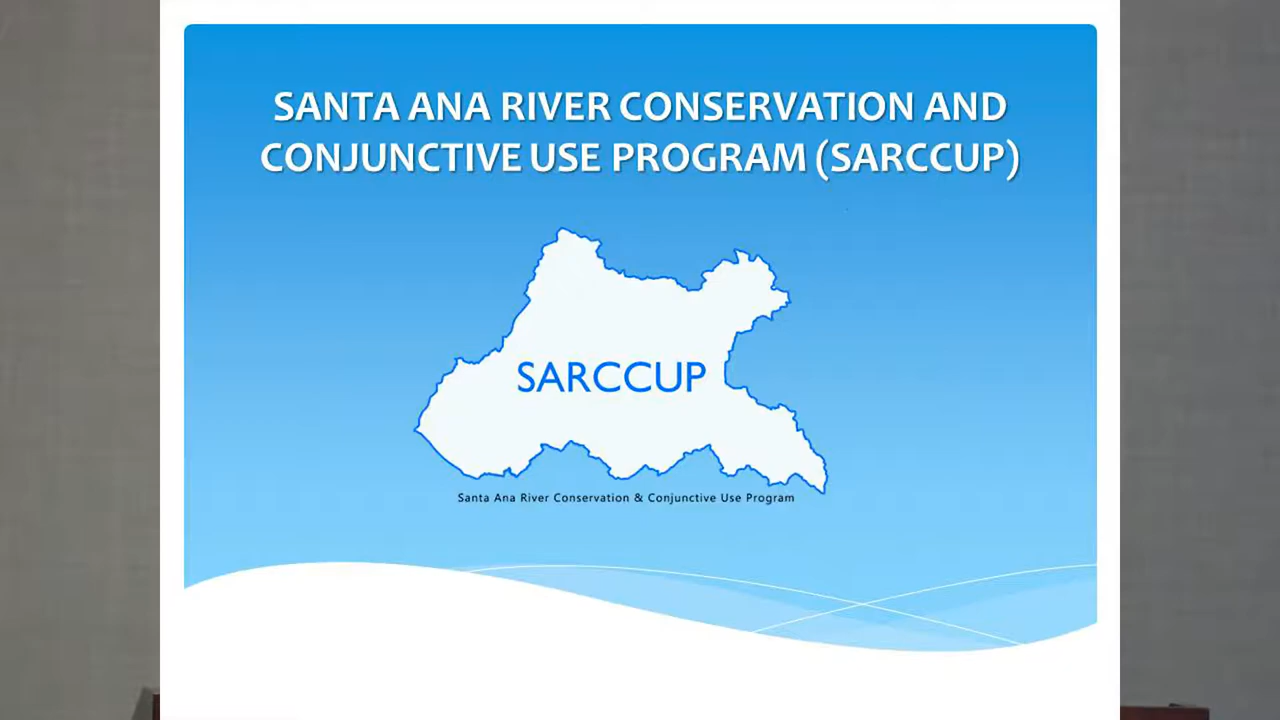 SANTA ANA RIVER CONSERVATION AND
CONJUNCTIVE USE PROGRAM (SARCCUP)
SARCCUP
Santa Ana River Conservation & Conjunctive Use Program